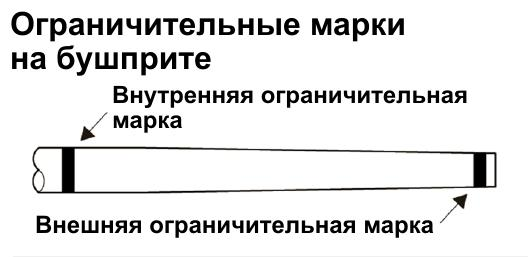 Ограничительные марки
на бушприте
Внутренняя ограничительная
марка
Внешняя ограничительная марка